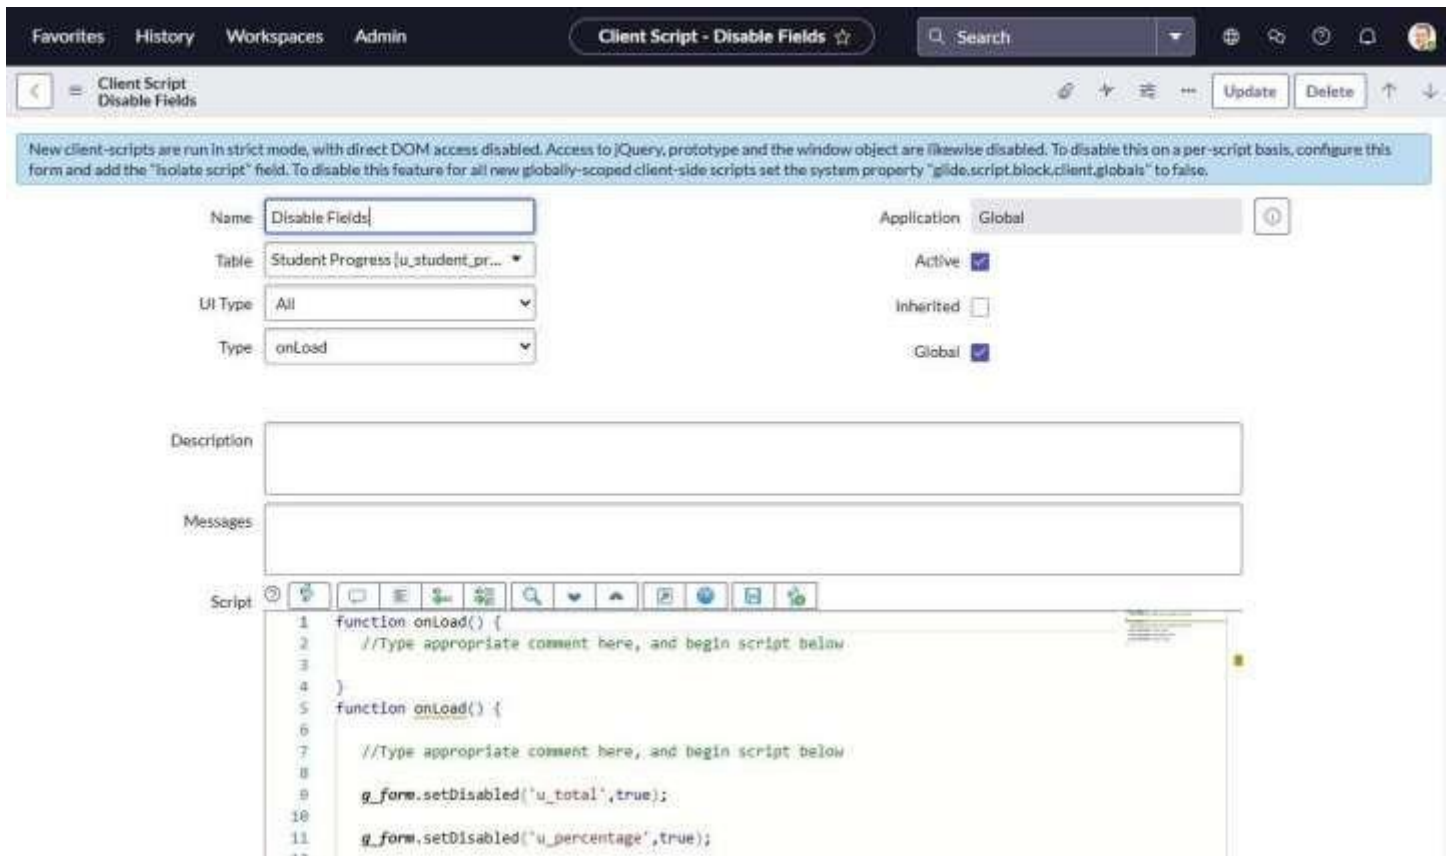 Favorites History Workspaces Admin Client Script - Disable Fields ☆ Search
Client Script
Disable Fields
Update Delete
New client-scripts are run in strict mode, with direct DOM access disabled. Access to jQuery, prototype and the window object are likewise disabled. To disable this on a per-script basis, configure this
form and add the "Isolate script" field. To disable this feature for all new globally-scoped client-side scripts set the system property "glide.script.block.client.globals" to false.
Name Disable Fields
Application Global
Table Student Progress [u_student_pr...
Active
UI Type All
Inherited
Type onLoad
Global
Description
Messages
Script
1 function onLoad() {
2 //Type appropriate comment here, and begin script below
3
4 }
5 function onLoad() {
6
7 //Type appropriate comment here, and begin script below
8
9 g_form.setDisabled('u_total',true);
10
11 g_form.setDisabled('u_percentage',true);